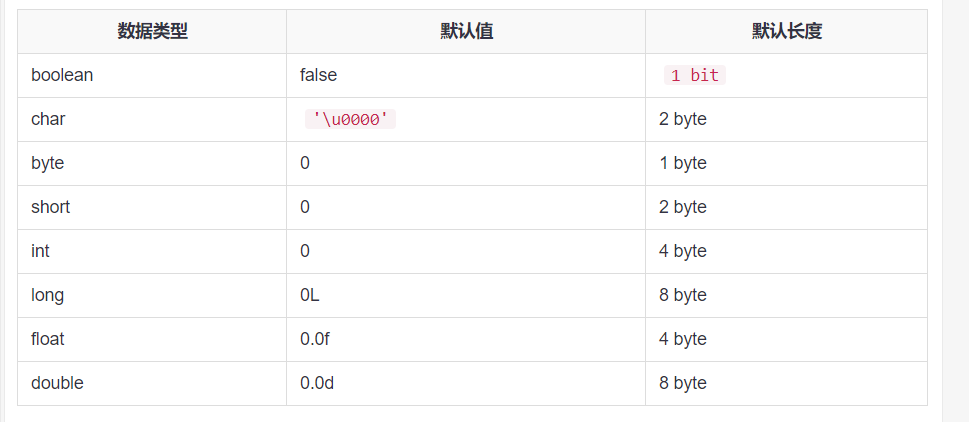 数据类型 默认值 默认长度
boolean false 1 bit
char '\u0000' 2 byte
byte 0 1 byte
short 0 2 byte
int 0 4 byte
long 0L 8 byte
float 0.0f 4 byte
double 0.0d 8 byte